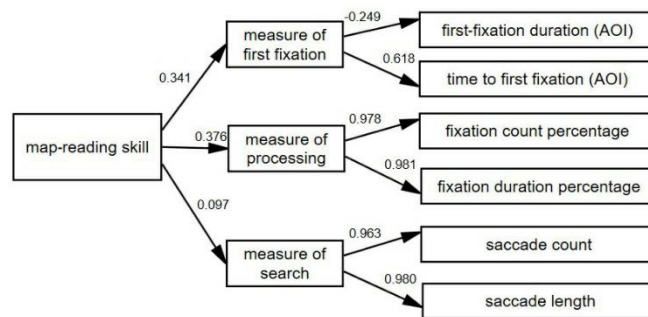 map-reading skill
0.341
0.376
0.097
measure of
first fixation
measure of
processing
measure of
search
-0.249
0.618
0.978
0.981
0.963
0.980
first-fixation duration (AOI)
time to first fixation (AOI)
fixation count percentage
fixation duration percentage
saccade count
saccade length